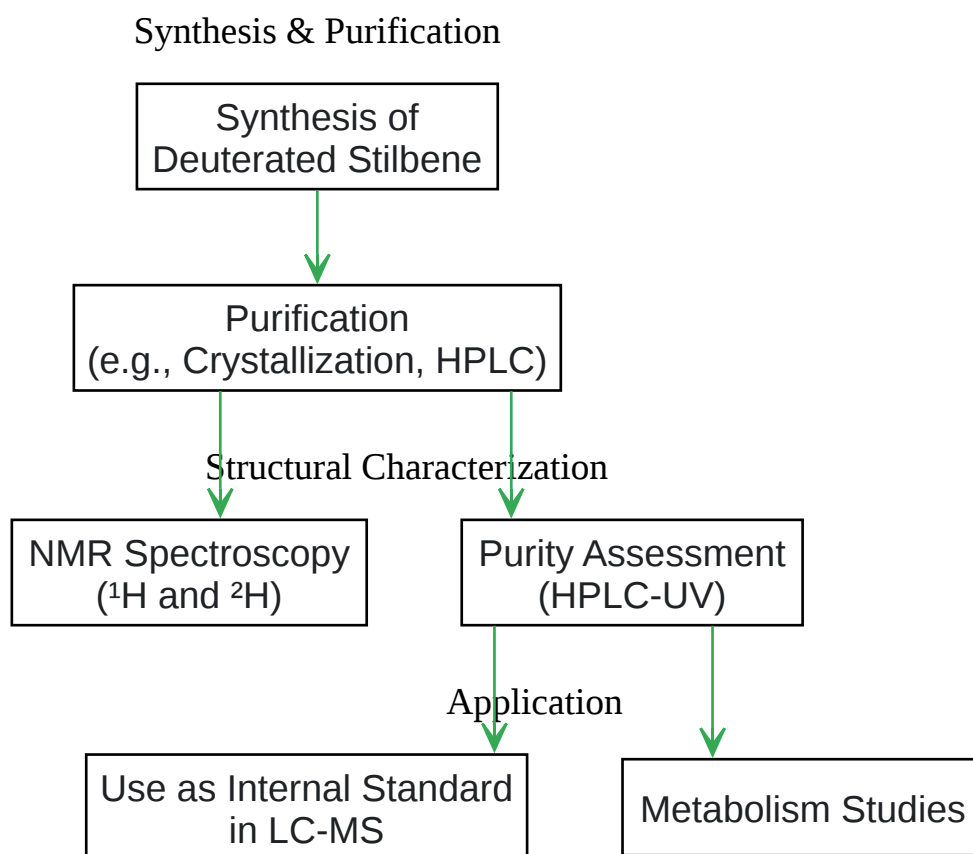 Synthesis & Purification
Synthesis of
Deuterated Stilbene
Purification
(e.g., Crystallization, HPLC)
Structural Characterization
NMR Spectroscopy
(¹H and ²H)
Purity Assessment
(HPLC-UV)
Application
Use as Internal Standard
in LC-MS
Metabolism Studies